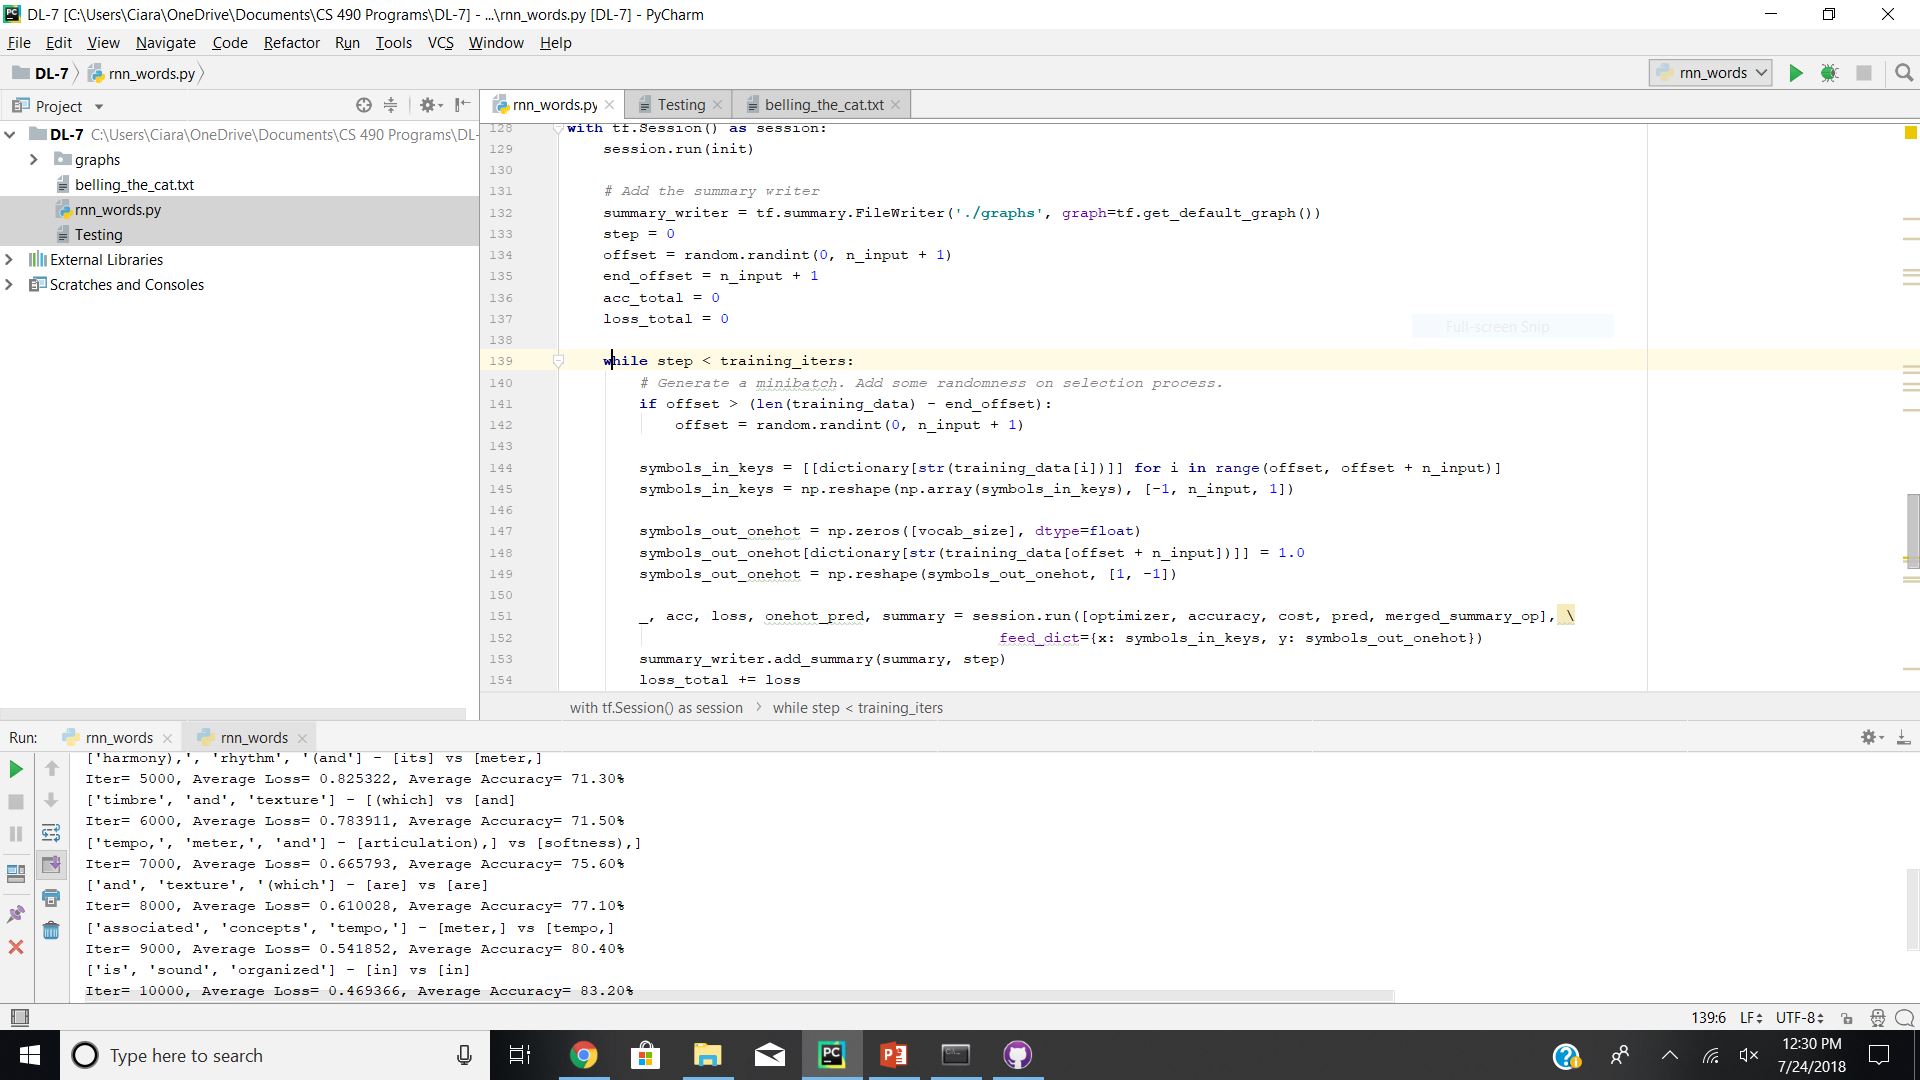 DL-7 [C:\Users\Ciara\OneDrive\Documents\CS 490 Programs\DL-7] - ...\rnn_words.py [DL-7] - PyCharm
File Edit View Navigate Code Refactor Run Tools VCS Window Help
DL-7 rnn_words.py rnn_words
Project
rnn_words.py Testing belling_the_cat.txt
DL-7 C:\Users\Ciara\OneDrive\Documents\CS 490 Programs\DL-
graphs
belling_the_cat.txt
rnn_words.py
Testing
External Libraries
Scratches and Consoles
128 with tf.Session() as session:
129 session.run(init)
130
131 # Add the summary writer
132 summary_writer = tf.summary.FileWriter('./graphs', graph=tf.get_default_graph())
133 step = 0
134 offset = random.randint(0, n_input + 1)
135 end_offset = n_input + 1
136 acc_total = 0
137 loss_total = 0
Full-screen Snip
138
139 while step < training_iters:
140 # Generate a minibatch. Add some randomness on selection process.
141 if offset > (len(training_data) - end_offset):
142 offset = random.randint(0, n_input + 1)
143
144 symbols_in_keys = [[dictionary[str(training_data[i])]] for i in range(offset, offset + n_input)]
145 symbols_in_keys = np.reshape(np.array(symbols_in_keys), [-1, n_input, 1])
146
147 symbols_out_onehot = np.zeros([vocab_size], dtype=float)
148 symbols_out_onehot[dictionary[str(training_data[offset + n_input])]] = 1.0
149 symbols_out_onehot = np.reshape(symbols_out_onehot, [1, -1])
150
151 _, acc, loss, onehot_pred, summary = session.run([optimizer, accuracy, cost, pred, merged_summary_op], \
152 feed_dict={x: symbols_in_keys, y: symbols_out_onehot})
153 summary_writer.add_summary(summary, step)
154 loss_total += loss
with tf.Session() as session > while step < training_iters
Run: rnn_words rnn_words
['harmony),', 'rhythm', '(and'] - [its] vs [meter,]
Iter= 5000, Average Loss= 0.825322, Average Accuracy= 71.30%
['timbre', 'and', 'texture'] - [(which] vs [and]
Iter= 6000, Average Loss= 0.783911, Average Accuracy= 71.50%
['tempo,', 'meter,', 'and'] - [articulation),] vs [softness),]
Iter= 7000, Average Loss= 0.665793, Average Accuracy= 75.60%
['and', 'texture', '(which'] - [are] vs [are]
Iter= 8000, Average Loss= 0.610028, Average Accuracy= 77.10%
['associated', 'concepts', 'tempo,'] - [meter,] vs [tempo,]
Iter= 9000, Average Loss= 0.541852, Average Accuracy= 80.40%
['is', 'sound', 'organized'] - [in] vs [in]
Iter= 10000, Average Loss= 0.469366, Average Accuracy= 83.20%
139:6 LF UTF-8
Type here to search
12:30 PM
7/24/2018